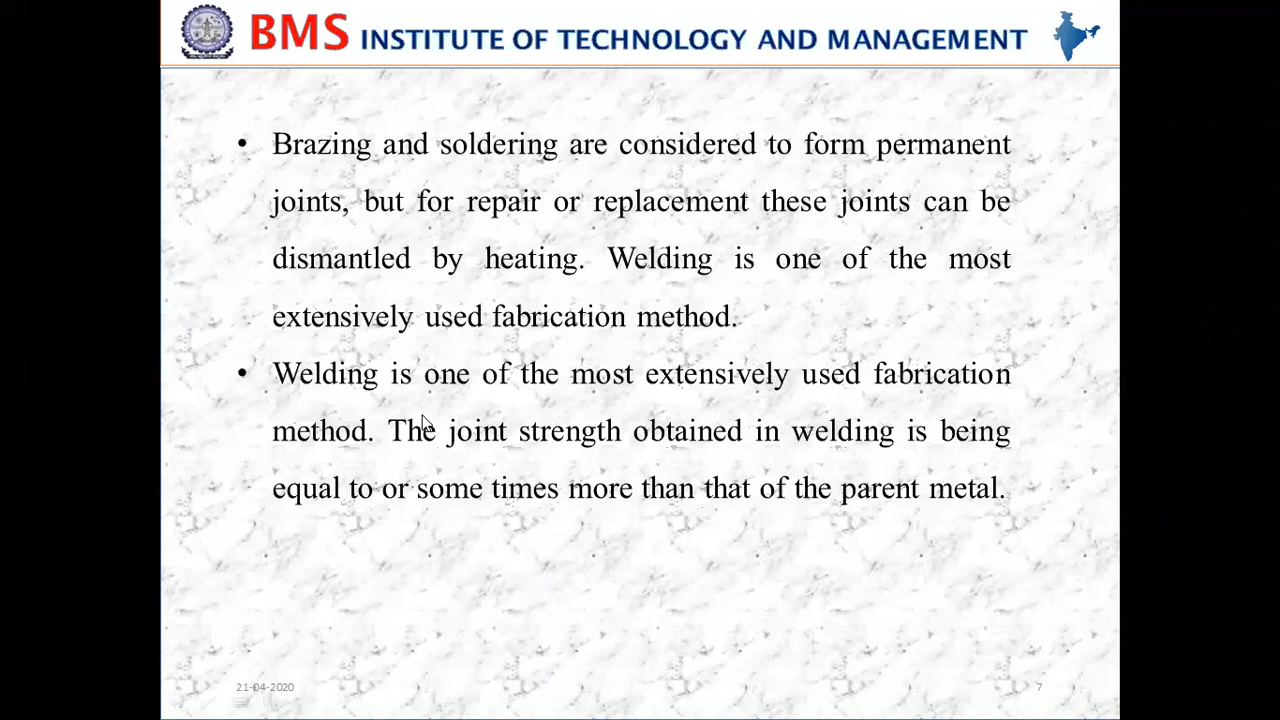 BMS INSTITUTE OF TECHNOLOGY AND MANAGEMENT
• Brazing and soldering are considered to form permanent
joints, but for repair or replacement these joints can be
dismantled by heating. Welding is one of the most
extensively used fabrication method.
• Welding is one of the most extensively used fabrication
method. The joint strength obtained in welding is being
equal to or some times more than that of the parent metal.
21-04-2020
7